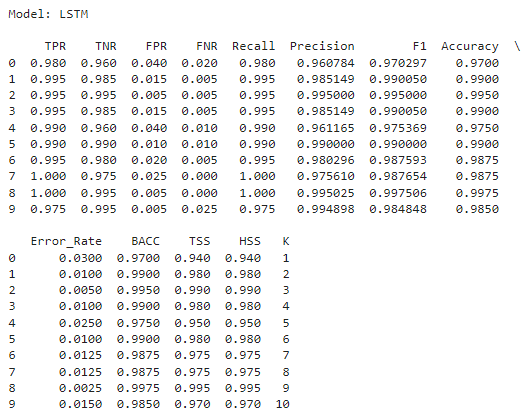 Model: LSTM
TPR TNR FPR FNR Recall Precision F1 Accuracy \
0 0.980 0.960 0.040 0.020 0.980 0.960784 0.970297 0.9700
1 0.995 0.985 0.015 0.005 0.995 0.985149 0.990050 0.9900
2 0.995 0.995 0.005 0.005 0.995 0.995000 0.995000 0.9950
3 0.995 0.985 0.015 0.005 0.995 0.985149 0.990050 0.9900
4 0.990 0.960 0.040 0.010 0.990 0.961165 0.975369 0.9750
5 0.990 0.990 0.010 0.010 0.990 0.990000 0.990000 0.9900
6 0.995 0.980 0.020 0.005 0.995 0.980296 0.987593 0.9875
7 1.000 0.975 0.025 0.000 1.000 0.975610 0.987654 0.9875
8 1.000 0.995 0.005 0.000 1.000 0.995025 0.997506 0.9975
9 0.975 0.995 0.005 0.025 0.975 0.994898 0.984848 0.9850
Error_Rate BACC TSS HSS K
0 0.0300 0.9700 0.940 0.940 1
1 0.0100 0.9900 0.980 0.980 2
2 0.0050 0.9950 0.990 0.990 3
3 0.0100 0.9900 0.980 0.980 4
4 0.0250 0.9750 0.950 0.950 5
5 0.0100 0.9900 0.980 0.980 6
6 0.0125 0.9875 0.975 0.975 7
7 0.0125 0.9875 0.975 0.975 8
8 0.0025 0.9975 0.995 0.995 9
9 0.0150 0.9850 0.970 0.970 10